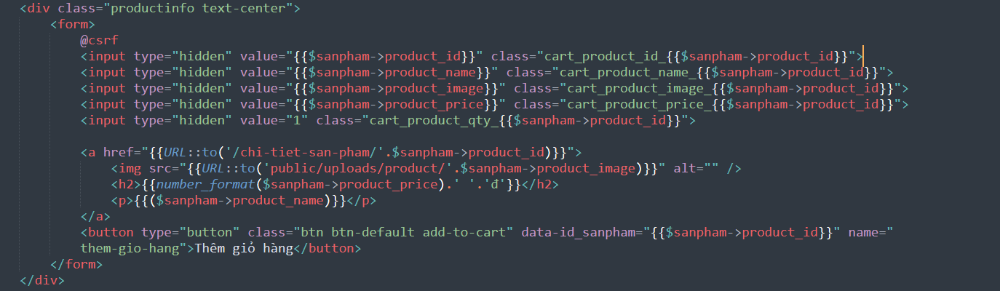 <div class="productinfo text-center">
<form>
@csrf
<input type="hidden" value="{{$sanpham->product_id}}" class="cart_product_id_{{$sanpham->product_id}}">
<input type="hidden" value="{{$sanpham->product_name}}" class="cart_product_name_{{$sanpham->product_id}}">
<input type="hidden" value="{{$sanpham->product_image}}" class="cart_product_image_{{$sanpham->product_id}}">
<input type="hidden" value="{{$sanpham->product_price}}" class="cart_product_price_{{$sanpham->product_id}}">
<input type="hidden" value="1" class="cart_product_qty_{{$sanpham->product_id}}">
<a href="{{URL::to('/chi-tiet-san-pham/'.$sanpham->product_id)}}">
<img src="{{URL::to('public/uploads/product/'.$sanpham->product_image)}}" alt="" />
<h2>{{number_format($sanpham->product_price).' '.'đ'}}</h2>
<p>{{($sanpham->product_name)}}</p>
</a>
<button type="button" class="btn btn-default add-to-cart" data-id_sanpham="{{$sanpham->product_id}}" name="
them-gio-hang">Thêm giỏ hàng</button>
</form>
</div>